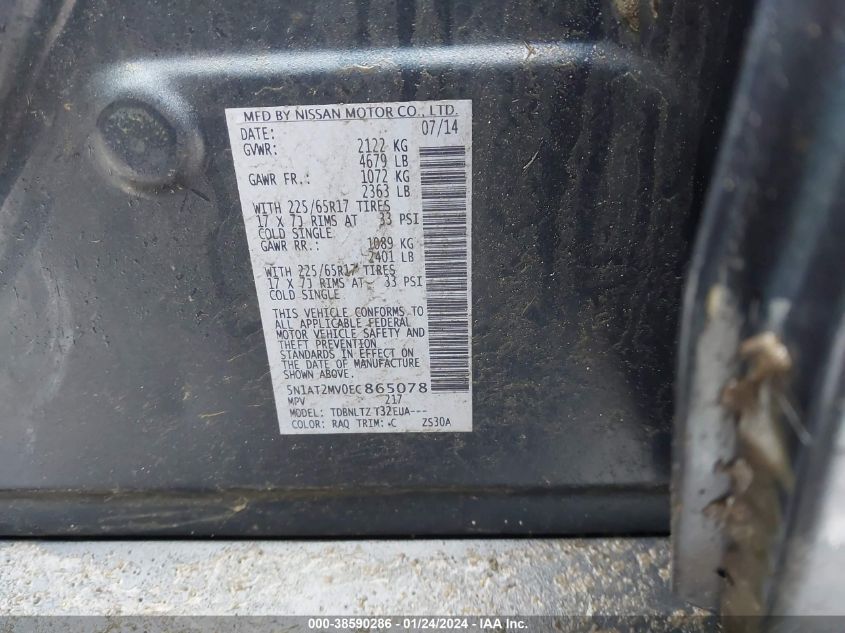 MFD BY NISSAN MOTOR CO., LTD.
DATE: 07/14
GVWR: 2122 KG
4679 LB
GAWR FR.: 1072 KG
2363 LB
WITH 225/65R17 TIRES
17 X 7J RIMS AT 33 PSI
COLD SINGLE
GAWR RR.: 1089 KG
2401 LB
WITH 225/65R17 TIRES
17 X 7J RIMS AT 33 PSI
COLD SINGLE
THIS VEHICLE CONFORMS TO
ALL APPLICABLE FEDERAL
MOTOR VEHICLE SAFETY AND
THEFT PREVENTION
STANDARDS IN EFFECT ON
THE DATE OF MANUFACTURE
SHOWN ABOVE.
5N1AT2MV0EC865078
MPV 217
MODEL: TDBNLTZ T32EUA---
COLOR: RAQ TRIM: C ZS30A
000-38590286 - 01/24/2024 - IAA Inc.